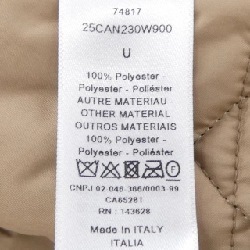 74817
25CAN230W900
U
100% Polyester -
Polyester - Poliéster
AUTRE MATERIAU
OTHER MATERIAL
OUTROS MATERIAIS
100% Polyester -
Polyester - Poliéster
CNPJ 02.045.366/0003-99
CA65281
RN : 143628
Made In ITALY
ITALIA